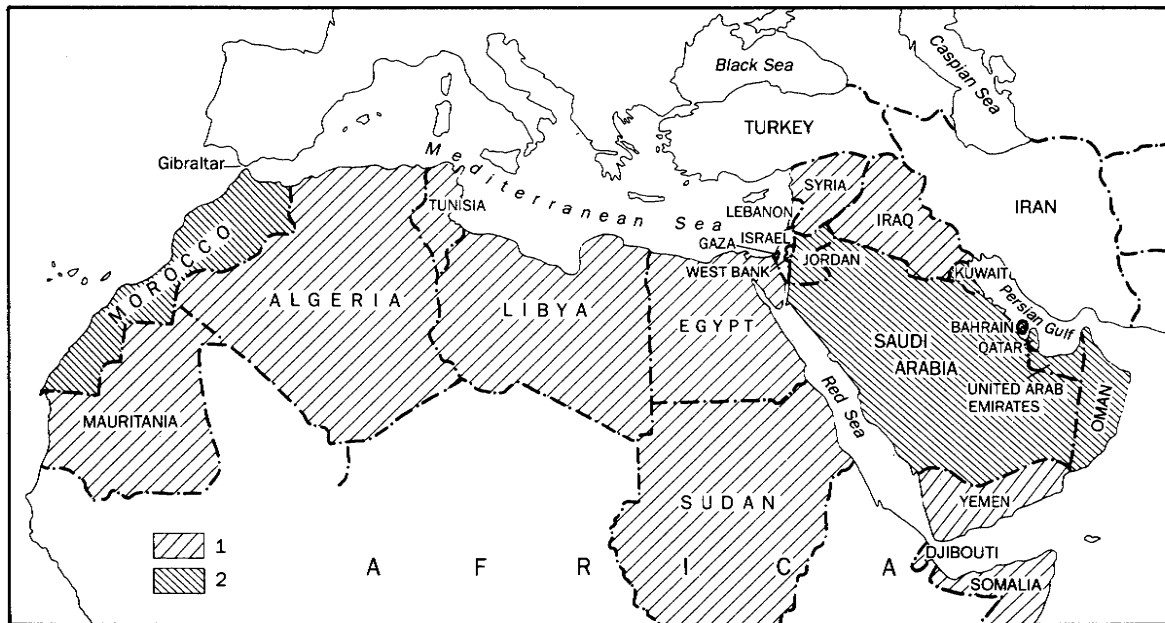 Black Sea
Caspian Sea
TURKEY
Gibraltar
Mediterranean Sea
SYRIA
TUNISIA
LEBANON
IRAQ
IRAN
ISRAEL
GAZA
MOROCCO
WEST BANK
JORDAN
KUWAIT
ALGERIA
LIBYA
EGYPT
Persian Gulf
BAHRAIN
SAUDI
ARABIA
QATAR
Red Sea
UNITED ARAB
EMIRATES
OMAN
MAURITANIA
SUDAN
YEMEN
1
2
AFRICA
DJIBOUTI
SOMALIA